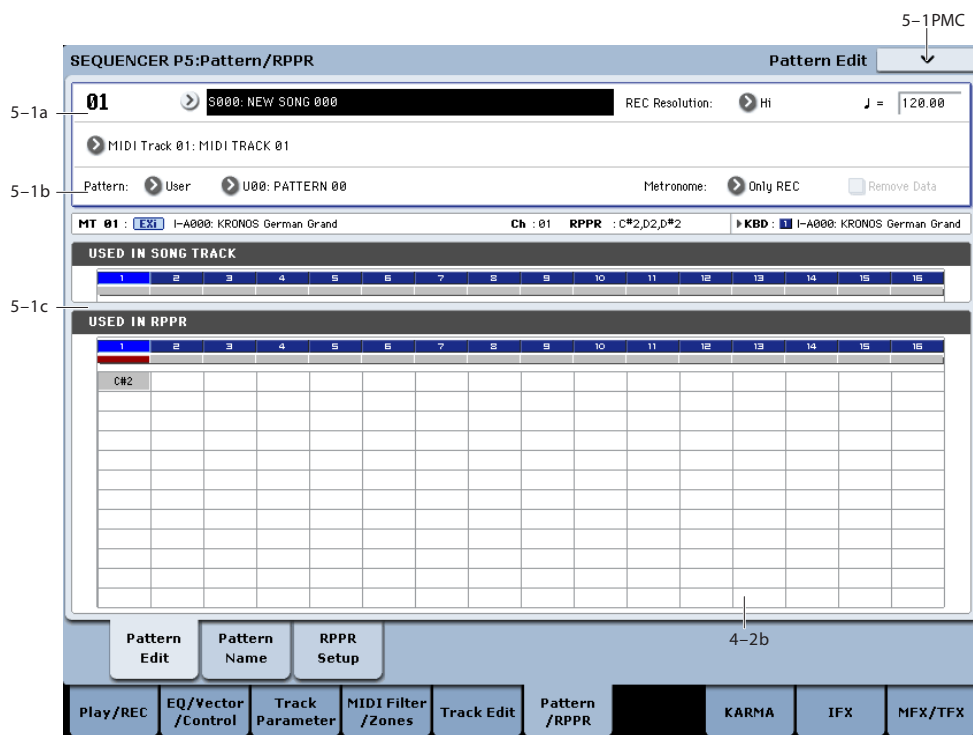 5–1PMC
SEQUENCER P5:Pattern/RPPR Pattern Edit
5–1a
01 S000: NEW SONG 000 REC Resolution: Hi ♩ = 120.00
MIDI Track 01: MIDI TRACK 01
5–1b
Pattern: User U00: PATTERN 00 Metronome: Only REC Remove Data
MT 01 : EXi I-A000: KRONOS German Grand Ch :01 RPPR : C#2,D2,D#2 KBD : 1 I-A000: KRONOS German Grand
USED IN SONG TRACK
1 2 3 4 5 6 7 8 9 10 11 12 13 14 15 16
5–1c
USED IN RPPR
1 2 3 4 5 6 7 8 9 10 11 12 13 14 15 16
C#2
4–2b
Pattern Edit
Pattern Name
RPPR Setup
Play/REC
EQ/Vector /Control
Track Parameter
MIDI Filter /Zones
Track Edit
Pattern /RPPR
KARMA
IFX
MFX/TFX